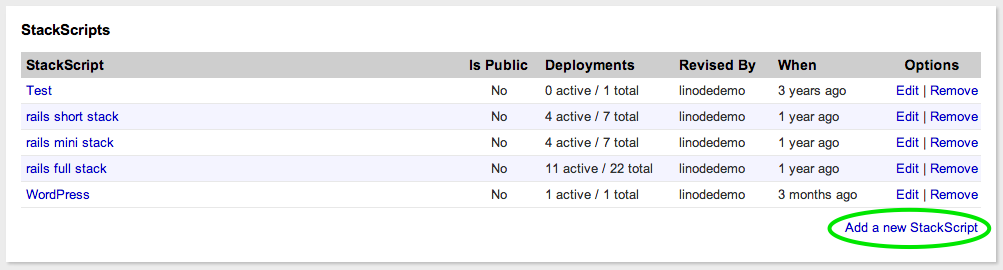 StackScripts
StackScript Is Public Deployments Revised By When Options
Test No 0 active / 1 total linodedemo 3 years ago Edit | Remove
rails short stack No 4 active / 7 total linodedemo 1 year ago Edit | Remove
rails mini stack No 4 active / 7 total linodedemo 1 year ago Edit | Remove
rails full stack No 11 active / 22 total linodedemo 1 year ago Edit | Remove
WordPress No 1 active / 1 total linodedemo 3 months ago Edit | Remove
Add a new StackScript